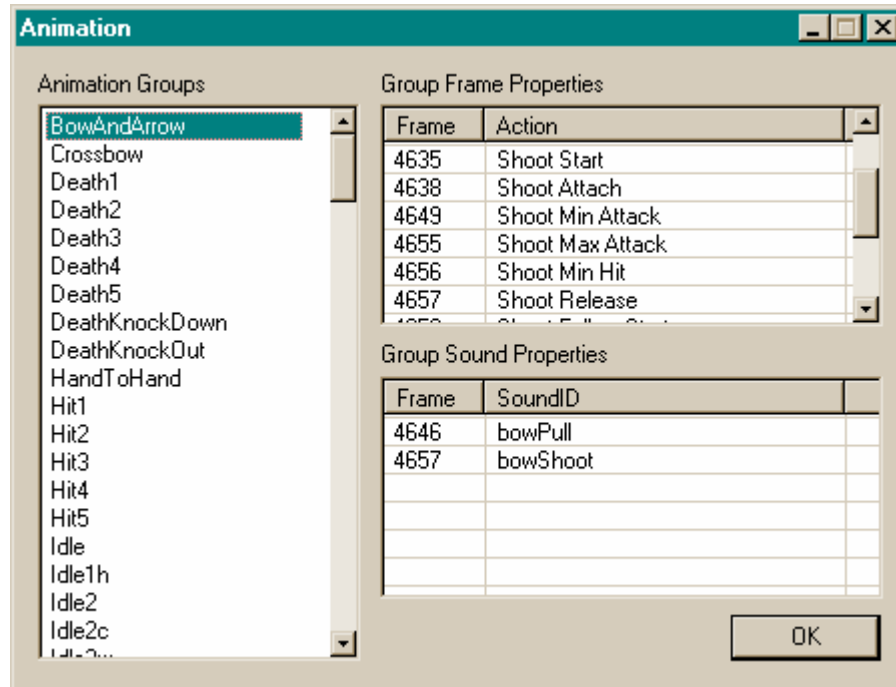 Animation
Animation Groups
BowAndArrow
Crossbow
Death1
Death2
Death3
Death4
Death5
DeathKnockDown
DeathKnockOut
HandToHand
Hit1
Hit2
Hit3
Hit4
Hit5
Idle
Idle1h
Idle2
Idle2c
Group Frame Properties
Frame Action
4635 Shoot Start
4638 Shoot Attach
4649 Shoot Min Attack
4655 Shoot Max Attack
4656 Shoot Min Hit
4657 Shoot Release
Group Sound Properties
Frame SoundID
4646 bowPull
4657 bowShoot
OK